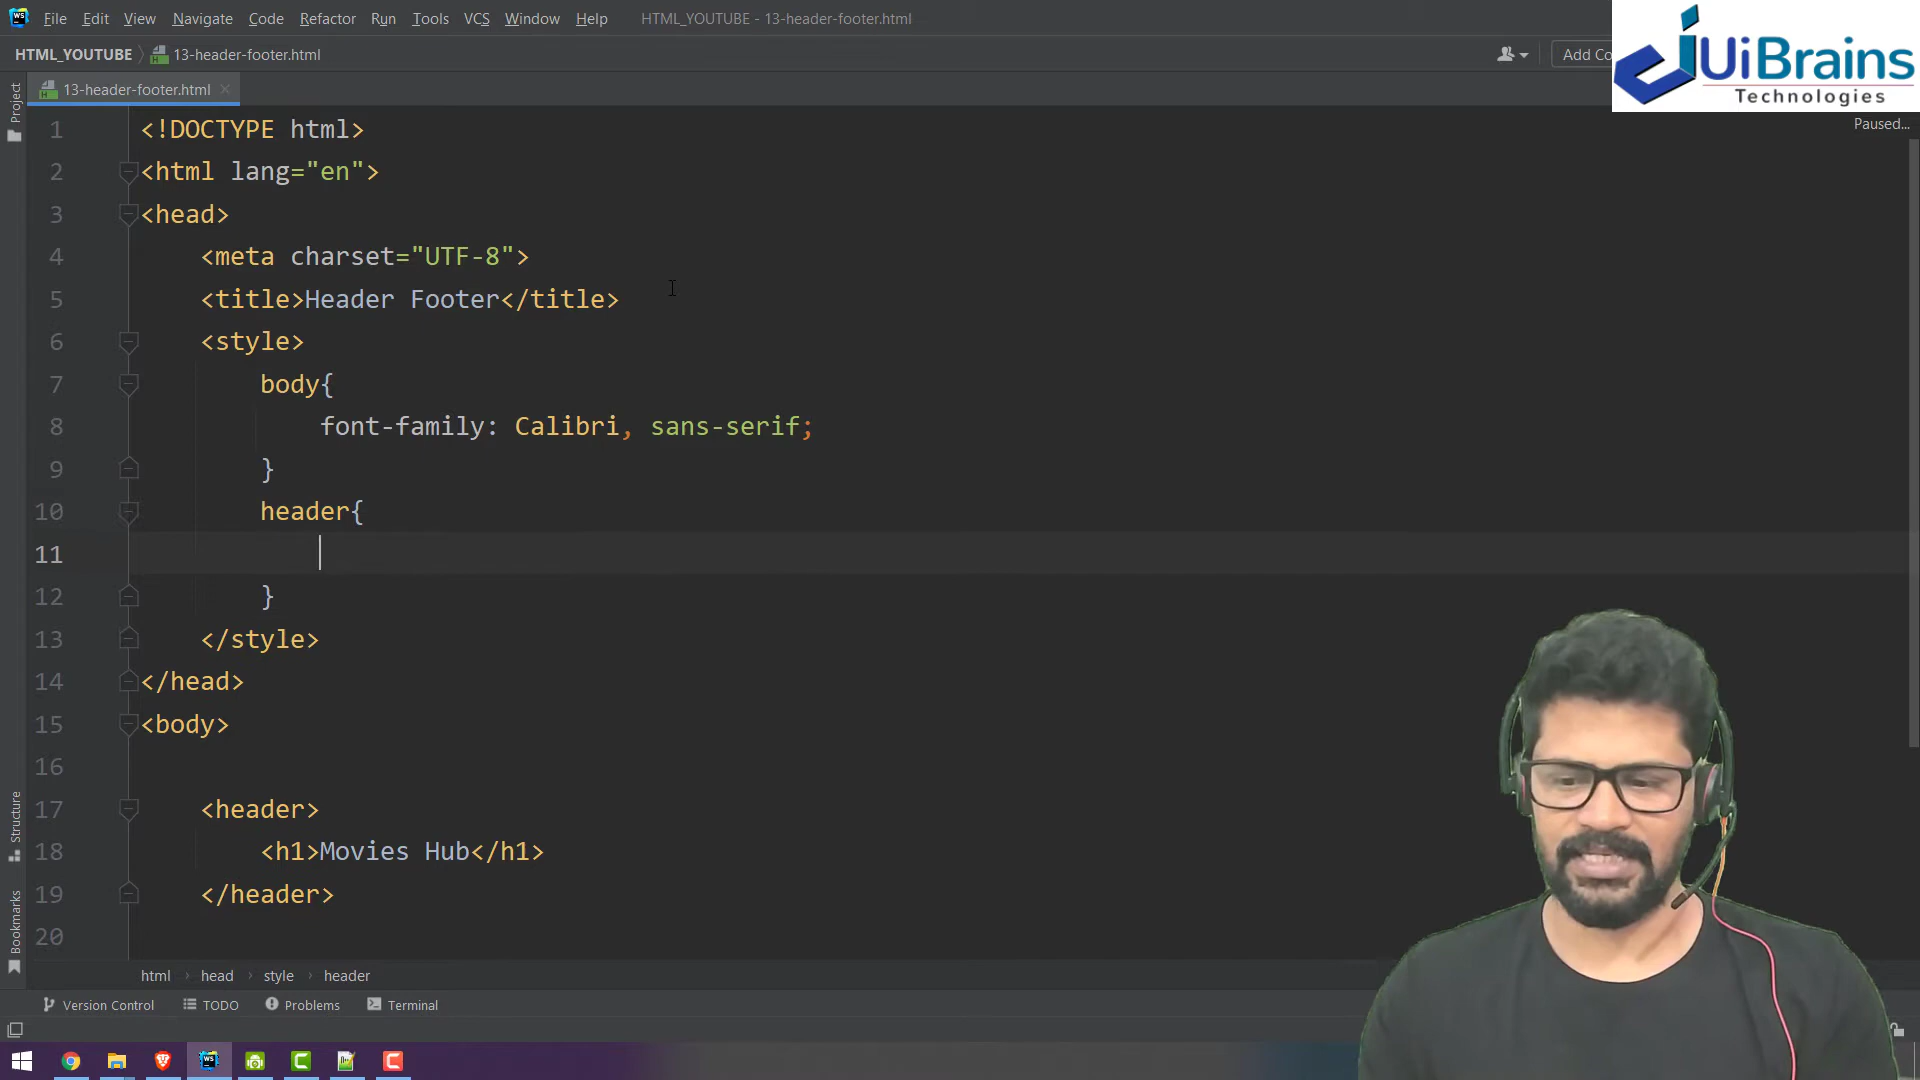 File Edit View Navigate Code Refactor Run Tools VCS Window Help HTML_YOUTUBE - 13-header-footer.html
UiBrains
Technologies
HTML_YOUTUBE 13-header-footer.html
Add Co
13-header-footer.html
Paused...
Project
1 <!DOCTYPE html>
2 <html lang="en">
3 <head>
4 <meta charset="UTF-8">
5 <title>Header Footer</title>
6 <style>
7 body{
8 font-family: Calibri, sans-serif;
9 }
10 header{
11
12 }
13 </style>
14 </head>
15 <body>
16
17 <header>
18 <h1>Movies Hub</h1>
19 </header>
20
Structure
Bookmarks
html head style header
Version Control TODO Problems Terminal